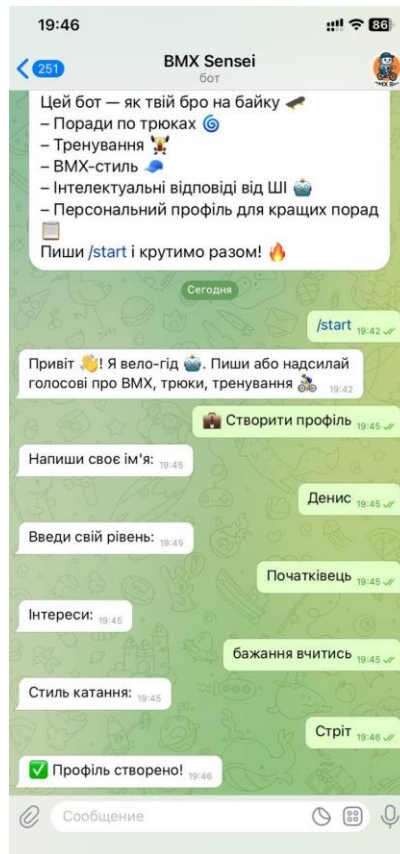 19:46
86
251
BMX Sensei
бот
Цей бот — як твій бро на байку 🛹
– Поради по трюках 🌀
– Тренування 🏋️
– BMX-стиль 🧢
– Інтелектуальні відповіді від ШІ 🤖
– Персональний профіль для кращих порад
📋
Пиши /start і крутимо разом! 🔥
Сегодня
/start 19:42
Привіт 👋! Я вело-гід 🤖. Пиши або надсилай
голосові про BMX, трюки, тренування 🚴 19:42
💼 Створити профіль 19:45
Напиши своє ім'я: 19:45
Денис 19:45
Введи свій рівень: 19:45
Початківець 19:45
Інтереси: 19:45
бажання вчитись 19:45
Стиль катання: 19:45
Стріт 19:46
✅ Профіль створено! 19:46
Сообщение